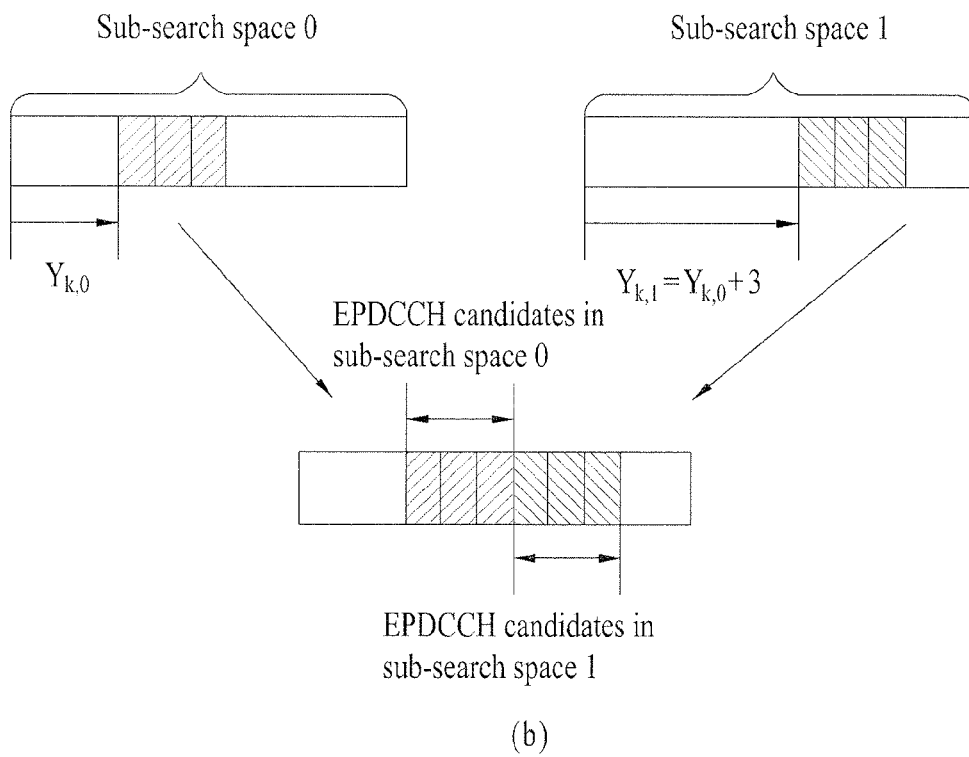 Sub-search space 0
Sub-search space 1
Y_{k,0}
Y_{k,1}=Y_{k,0}+3
EPDCCH candidates in
sub-search space 0
EPDCCH candidates in
sub-search space 1
(b)